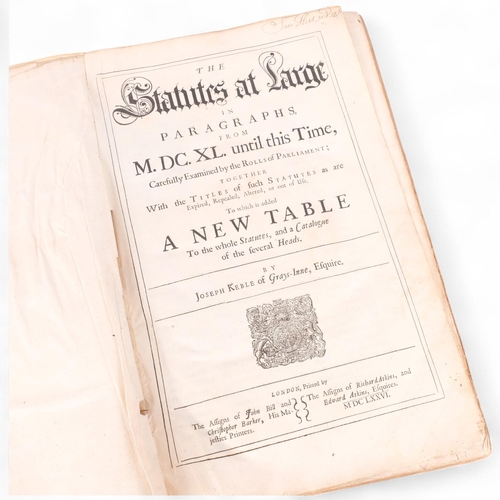 THE
Statutes at Large
IN
PARAGRAPHS,
FROM
M. DC. XL. until this Time,
Carefully Examined by the ROLLS of PARLIAMENT;
TOGETHER
With the TITLES of such STATUTES as are
Expired, Repealed, Altered, or out of Use.
To which is added
A NEW TABLE
To the whole Statutes, and a Catalogue
of the several Heads.
BY
JOSEPH KEBLE of Grays-Inne, Esquire.
LONDON, Printed by
The Assigns of John Bill and
Christopher Barker, His Ma-
jesties Printers.
The Assigns of Richard Atkins, and
Edward Atkins, Esquires.
M DC LXXVI.